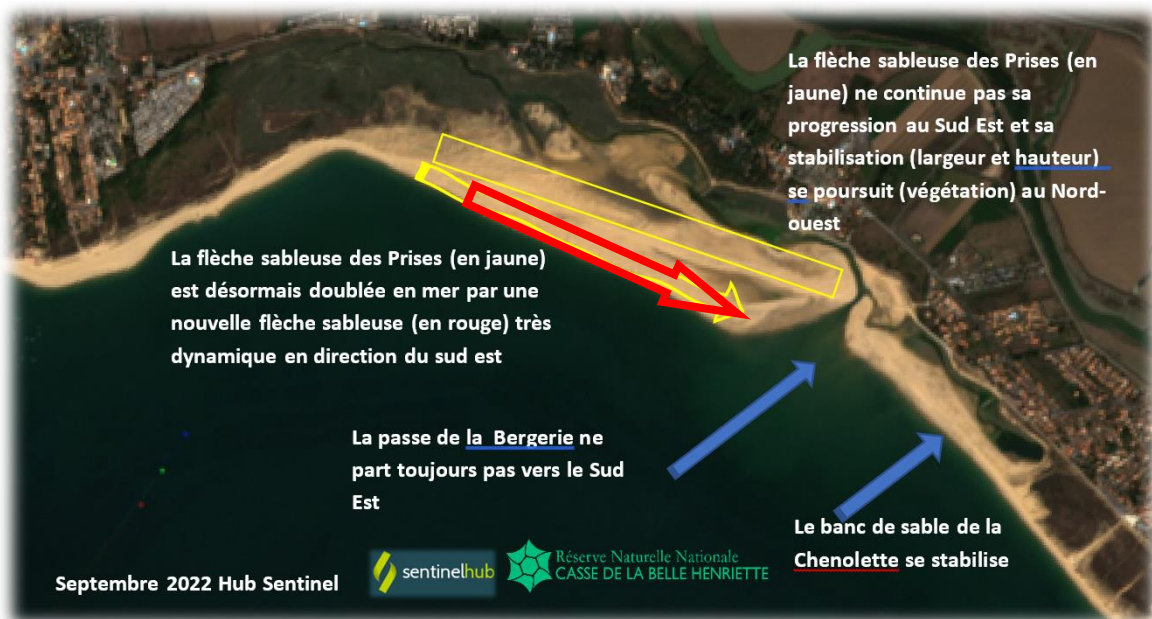 La flèche sableuse des Prises (en
jaune) ne continue pas sa
progression au Sud Est et sa
stabilisation (largeur et hauteur)
se poursuit (végétation) au Nord-
ouest
La flèche sableuse des Prises (en jaune)
est désormais doublée en mer par une
nouvelle flèche sableuse (en rouge) très
dynamique en direction du sud est
La passe de la Bergerie ne
part toujours pas vers le Sud
Est
Le banc de sable de la
Chenolette se stabilise
Septembre 2022 Hub Sentinel
sentinelhub
Réserve Naturelle Nationale
CASSE DE LA BELLE HENRIETTE